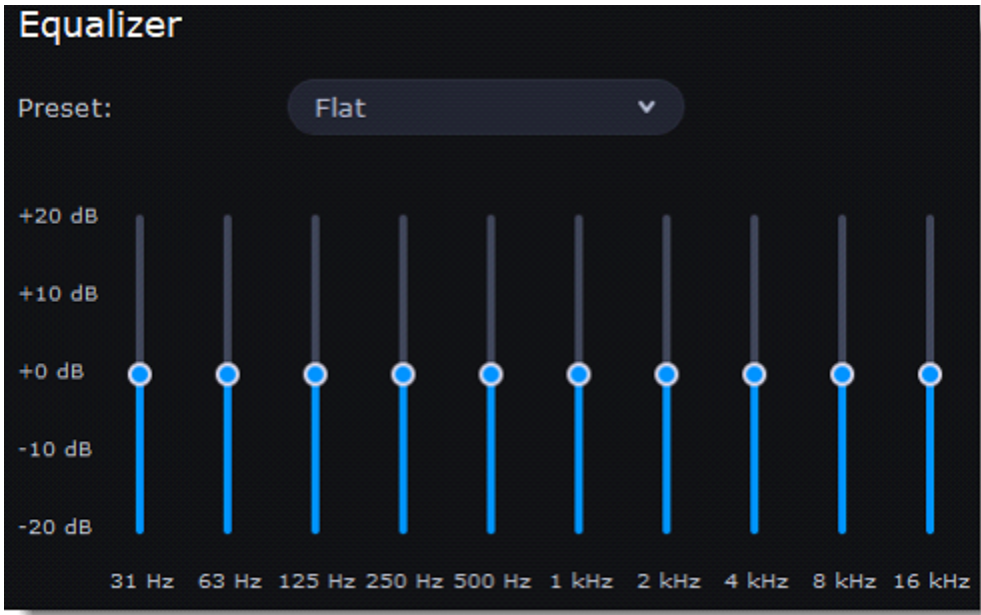 Equalizer
Preset: Flat
+20 dB
+10 dB
+0 dB
-10 dB
-20 dB
31 Hz 63 Hz 125 Hz 250 Hz 500 Hz 1 kHz 2 kHz 4 kHz 8 kHz 16 kHz